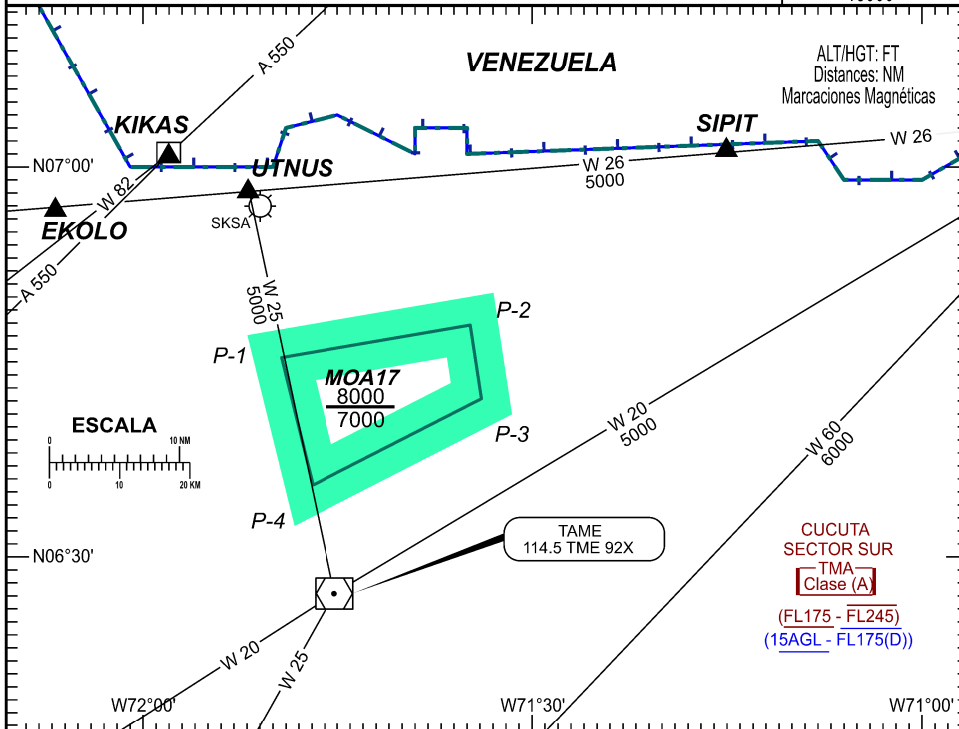 A 550
VENEZUELA
ALT/HGT: FT
Distances: NM
Marcaciones Magnéticas
KIKAS
SIPIT
W 26
N07°00'
UTNUS
W 26
5000
W 82
SKSA
EKOLO
A 550
W 25
5000
P-2
P-1
MOA17
8000
7000
ESCALA
0
10 NM
0
10
20 KM
P-3
W 20
5000
W 60
6000
P-4
TAME
114.5 TME 92X
CUCUTA
SECTOR SUR
TMA
Clase (A)
(FL175 - FL245)
(15AGL - FL175(D))
N06°30'
W 20
W 25
W72°00'
W71°30'
W71°00'